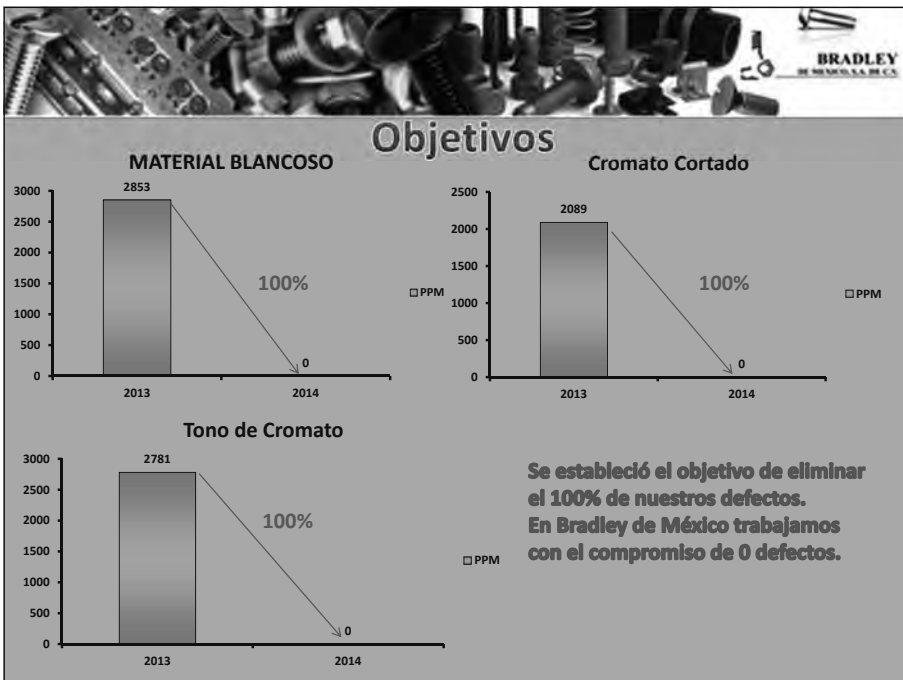 BRADLEY
DE MEXICO, S.A. DE C.V.
Objetivos
MATERIAL BLANCOSO
3000
2500
2000
1500
1000
500
0
2853
100%
0
PPM
2013
2014
Cromato Cortado
2500
2000
1500
1000
500
0
2089
100%
0
PPM
2013
2014
Tono de Cromato
3000
2500
2000
1500
1000
500
0
2781
100%
0
PPM
2013
2014
Se estableció el objetivo de eliminar
el 100% de nuestros defectos.
En Bradley de México trabajamos
con el compromiso de 0 defectos.